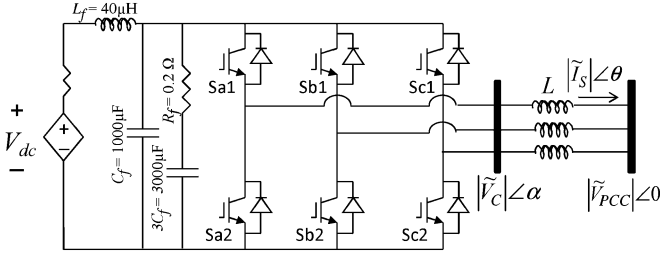 L_f = 40μH
+
V_dc
−
+
−
C_f = 1000μF
R_f = 0.2 Ω
3C_f = 3000μF
Sa1
Sb1
Sc1
Sa2
Sb2
Sc2
L
|Ĩ_S|∠θ
|Ṽ_C|∠α
|Ṽ_PCC|∠0